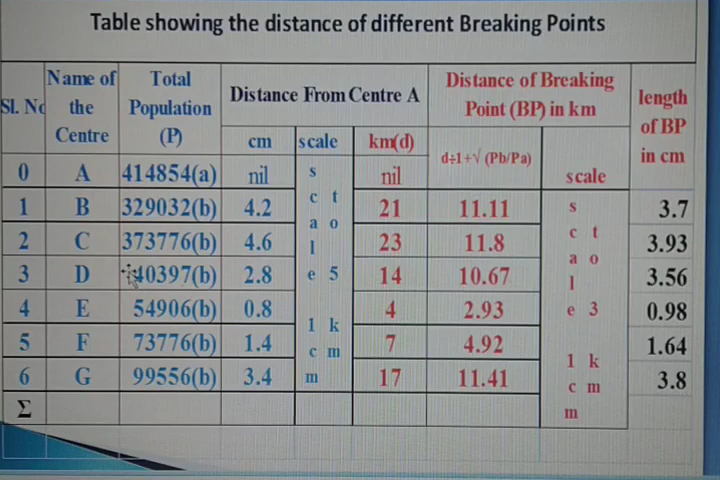 Table showing the distance of different Breaking Points
Sl. No Name of the Centre Total Population (P) Distance From Centre A Distance of Breaking Point (BP) in km length of BP in cm
cm scale km(d) d÷1+√ (Pb/Pa) scale
0 A 414854(a) nil nil
1 B 329032(b) 4.2 21 11.11 3.7
2 C 373776(b) 4.6 23 11.8 3.93
3 D 40397(b) 2.8 14 10.67 3.56
4 E 54906(b) 0.8 4 2.93 0.98
5 F 73776(b) 1.4 7 4.92 1.64
6 G 99556(b) 3.4 17 11.41 3.8
Σ
s
c t
a o
l
e 5
1 k
c m
m
s
c t
a o
l
e 3
1 k
c m
m